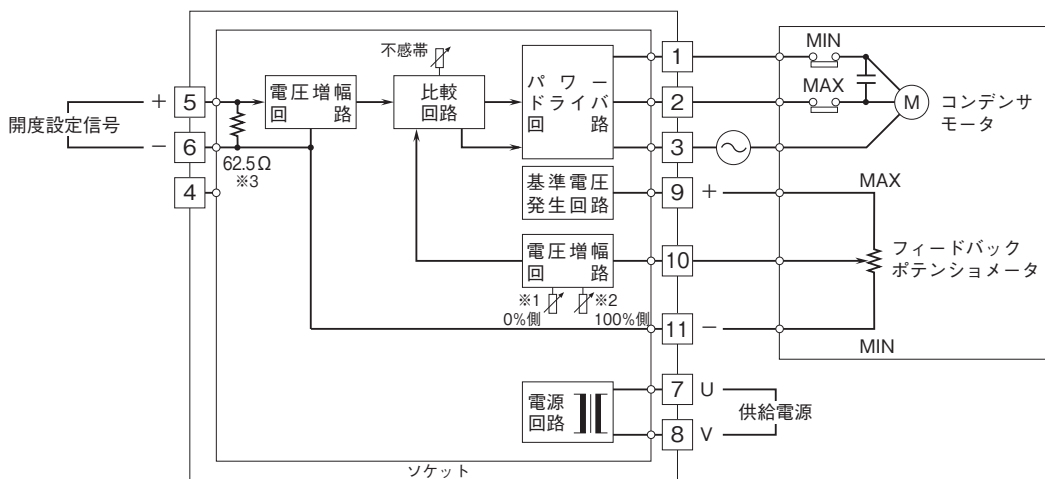 開度設定信号
+
−
5
6
4
62.5Ω
※3
電圧増幅
回　　路
不感帯
比較
回路
パ　ワ　ー
ドライバ
回　　路
基準電圧
発生回路
電圧増幅
回　　路
※1
0%側
※2
100%側
電源
回路
ソケット
1
2
3
9
+
10
11
−
7
U
8
V
供給電源
MIN
MAX
M
コンデンサ
モータ
MAX
フィードバック
ポテンショメータ
MIN